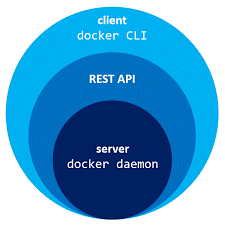 client
docker CLI
REST API
server
docker daemon